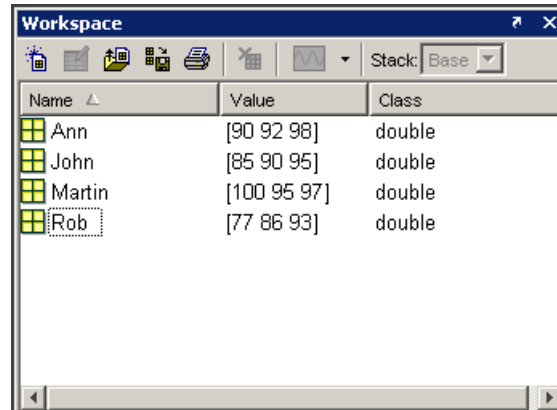 Workspace
Stack: Base
Name Value Class
Ann [90 92 98] double
John [85 90 95] double
Martin [100 95 97] double
Rob [77 86 93] double